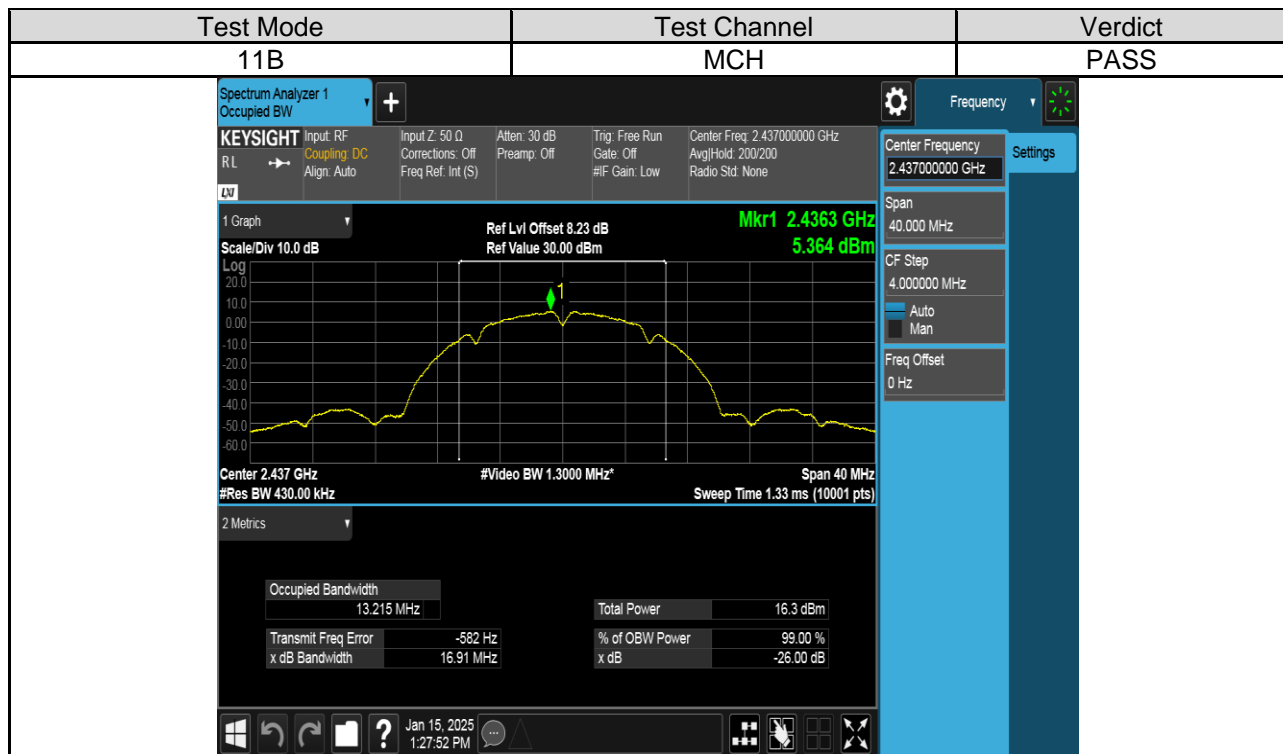 Test Mode Test Channel Verdict
11B MCH PASS
Spectrum Analyzer 1
Occupied BW
+
Frequency
KEYSIGHT Input: RF Input Z: 50 Ω Atten: 30 dB Trig: Free Run Center Freq: 2.437000000 GHz
RL Coupling: DC Corrections: Off Preamp: Off Gate: Off Avg|Hold: 200/200
Align: Auto Freq Ref: Int (S) #IF Gain: Low Radio Std: None
LXI
Center Frequency
2.437000000 GHz
Settings
Span
40.000 MHz
CF Step
4.000000 MHz
Auto
Man
Freq Offset
0 Hz
1 Graph
Ref Lvl Offset 8.23 dB
Mkr1 2.4363 GHz
Scale/Div 10.0 dB
Ref Value 30.00 dBm
5.364 dBm
Log
20.0
10.0
0.00
-10.0
-20.0
-30.0
-40.0
-50.0
-60.0
1
Center 2.437 GHz #Video BW 1.3000 MHz* Span 40 MHz
#Res BW 430.00 kHz Sweep Time 1.33 ms (10001 pts)
2 Metrics
Occupied Bandwidth
13.215 MHz
Total Power 16.3 dBm
Transmit Freq Error -582 Hz
% of OBW Power 99.00 %
x dB Bandwidth 16.91 MHz
x dB -26.00 dB
?
Jan 15, 2025
1:27:52 PM